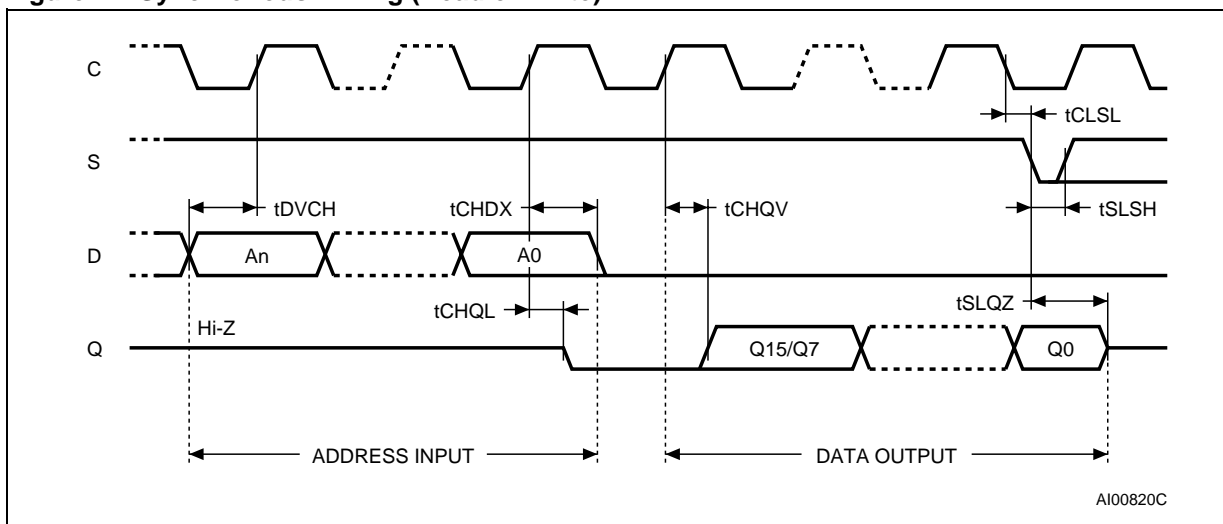 C
tCLSL
S
tDVCH
tCHDX
tCHQV
tSLSH
D
An
A0
tCHQL
tSLQZ
Hi-Z
Q
Q15/Q7
Q0
ADDRESS INPUT
DATA OUTPUT
AI00820C